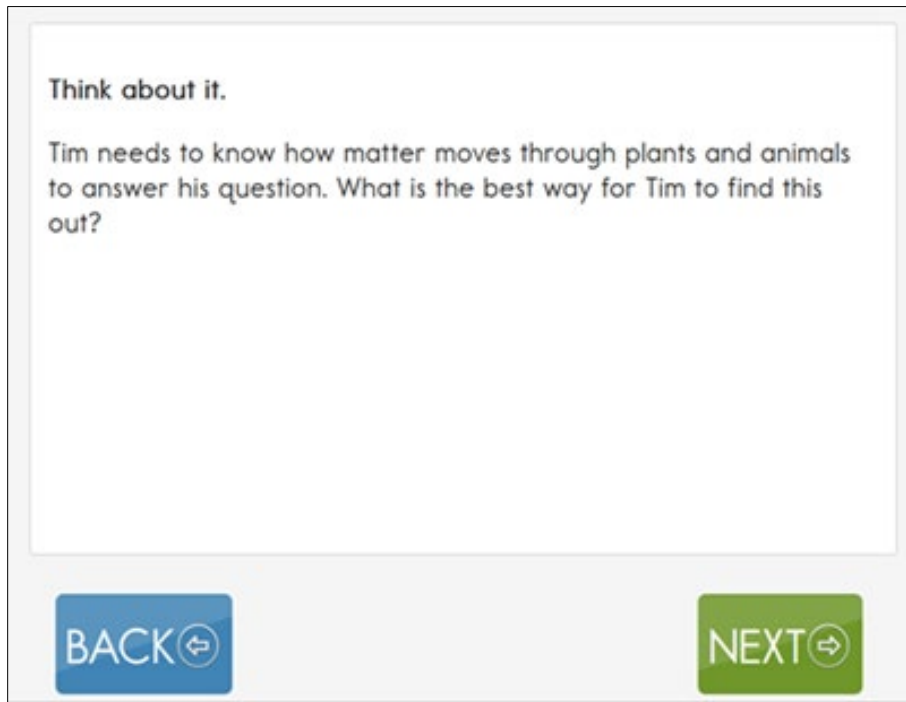 Think about it.
Tim needs to know how matter moves through plants and animals
to answer his question. What is the best way for Tim to find this
out?
BACK
NEXT